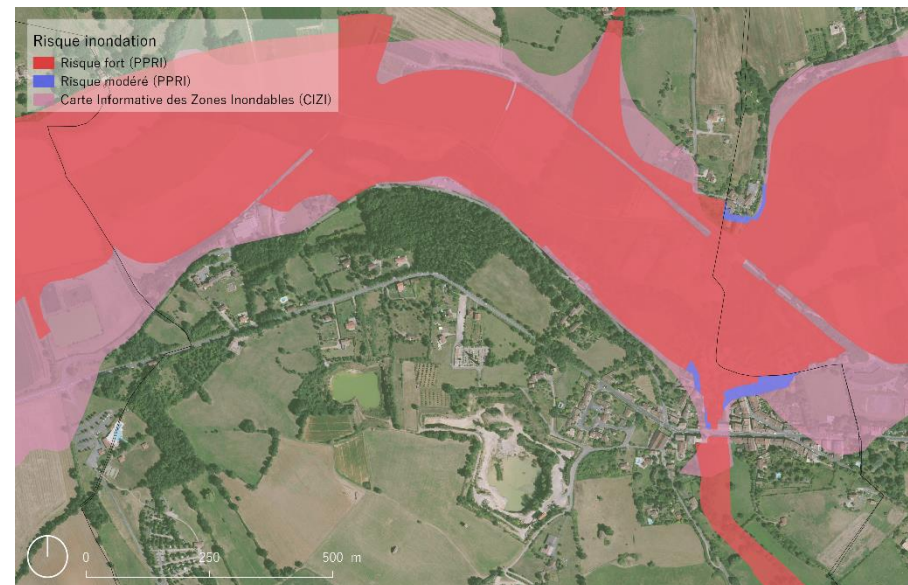 Risque inondation
Risque fort (PPRI)
Risque modéré (PPRI)
Carte Informative des Zones Inondables (CIZI)
0 250 500 m